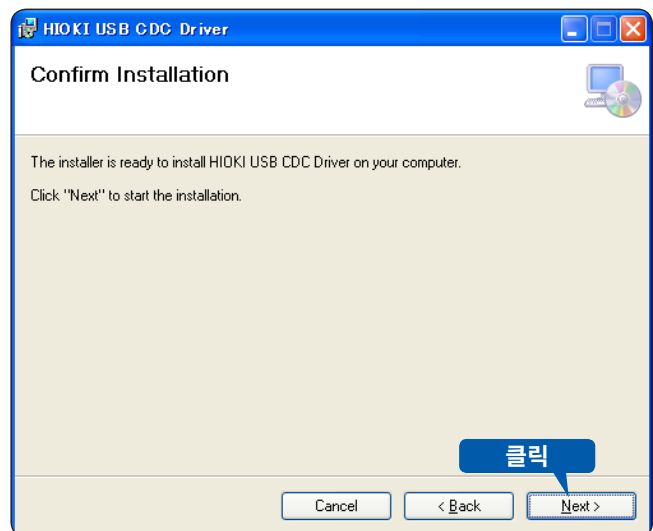 HIOKI USB CDC Driver
Confirm Installation
The installer is ready to install HIOKI USB CDC Driver on your computer.
Click "Next" to start the installation.
클릭
Cancel
< Back
Next >